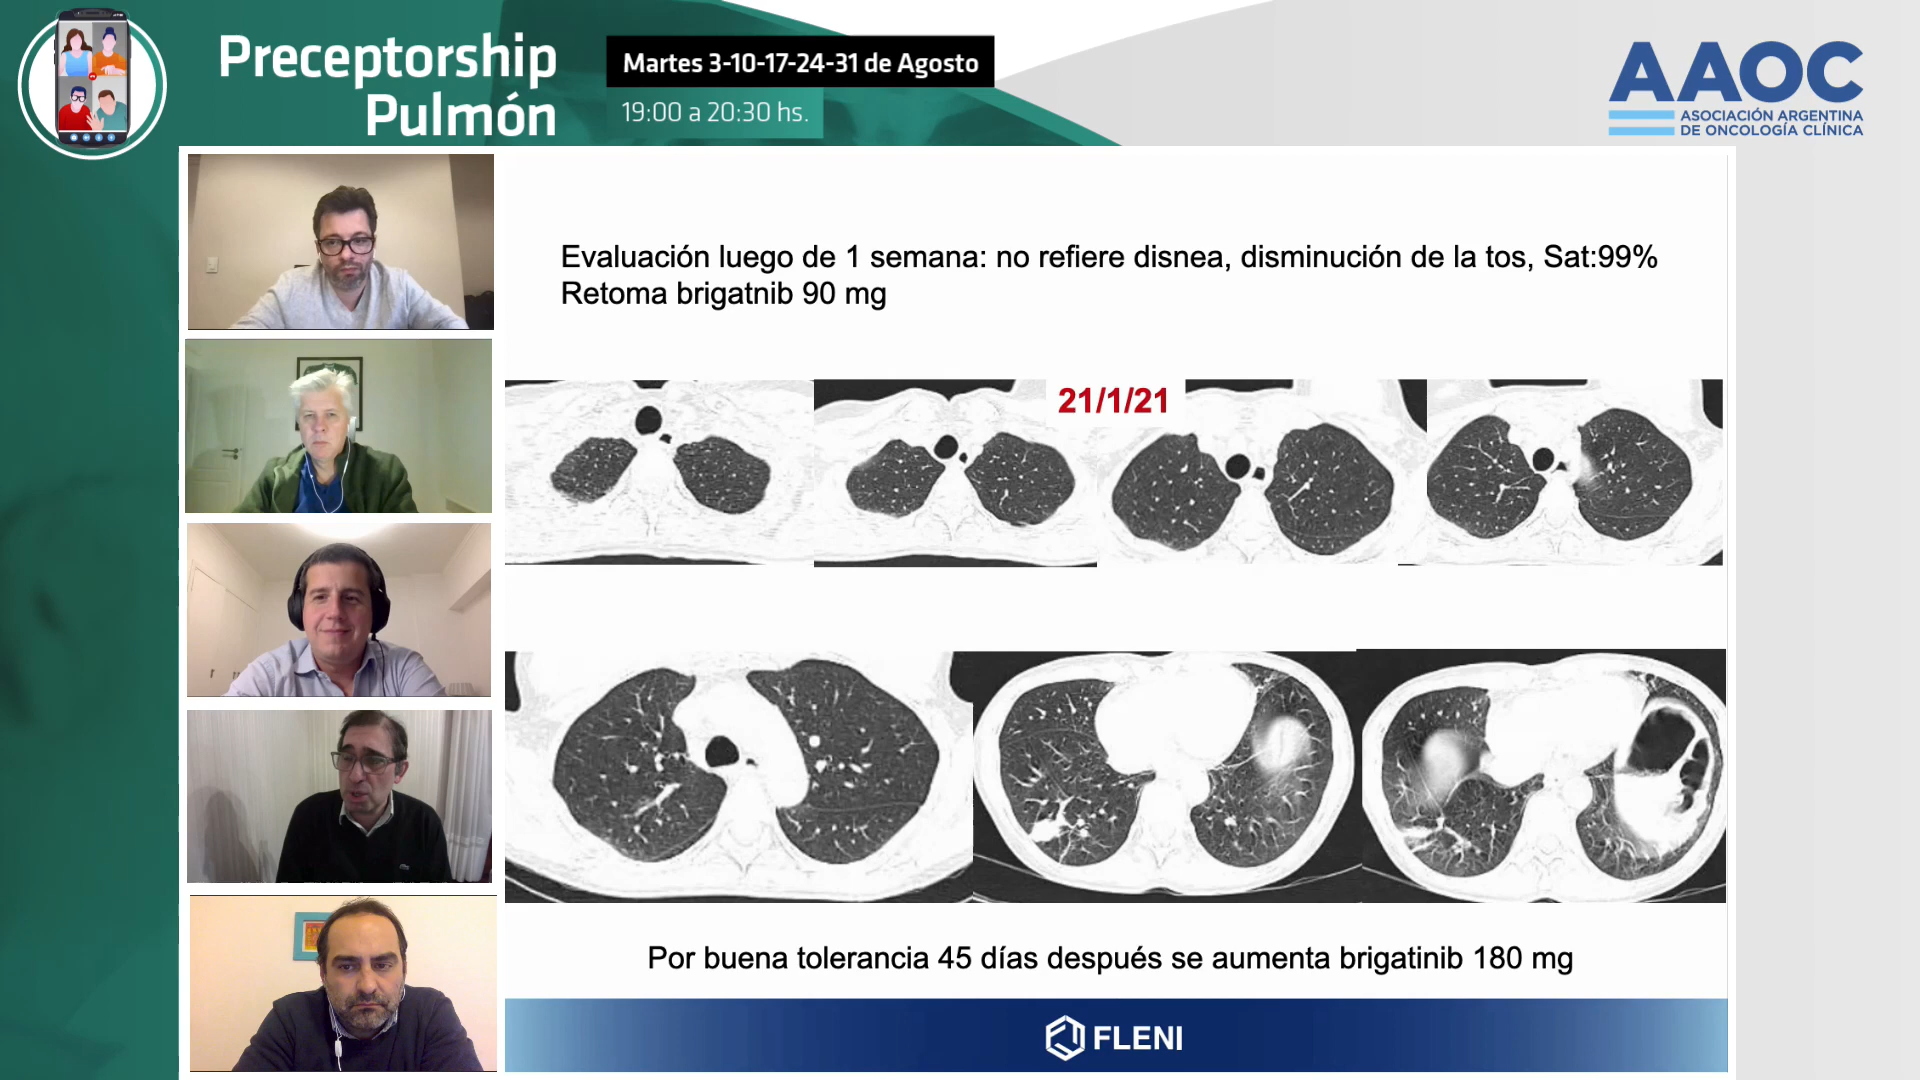 Preceptorship
Pulmón
Martes 3-10-17-24-31 de Agosto
19:00 a 20:30 hs.
AAOC
ASOCIACIÓN ARGENTINA
DE ONCOLOGÍA CLÍNICA
Evaluación luego de 1 semana: no refiere disnea, disminución de la tos, Sat:99%
Retoma brigatnib 90 mg
21/1/21
Por buena tolerancia 45 días después se aumenta brigatinib 180 mg
FLENI